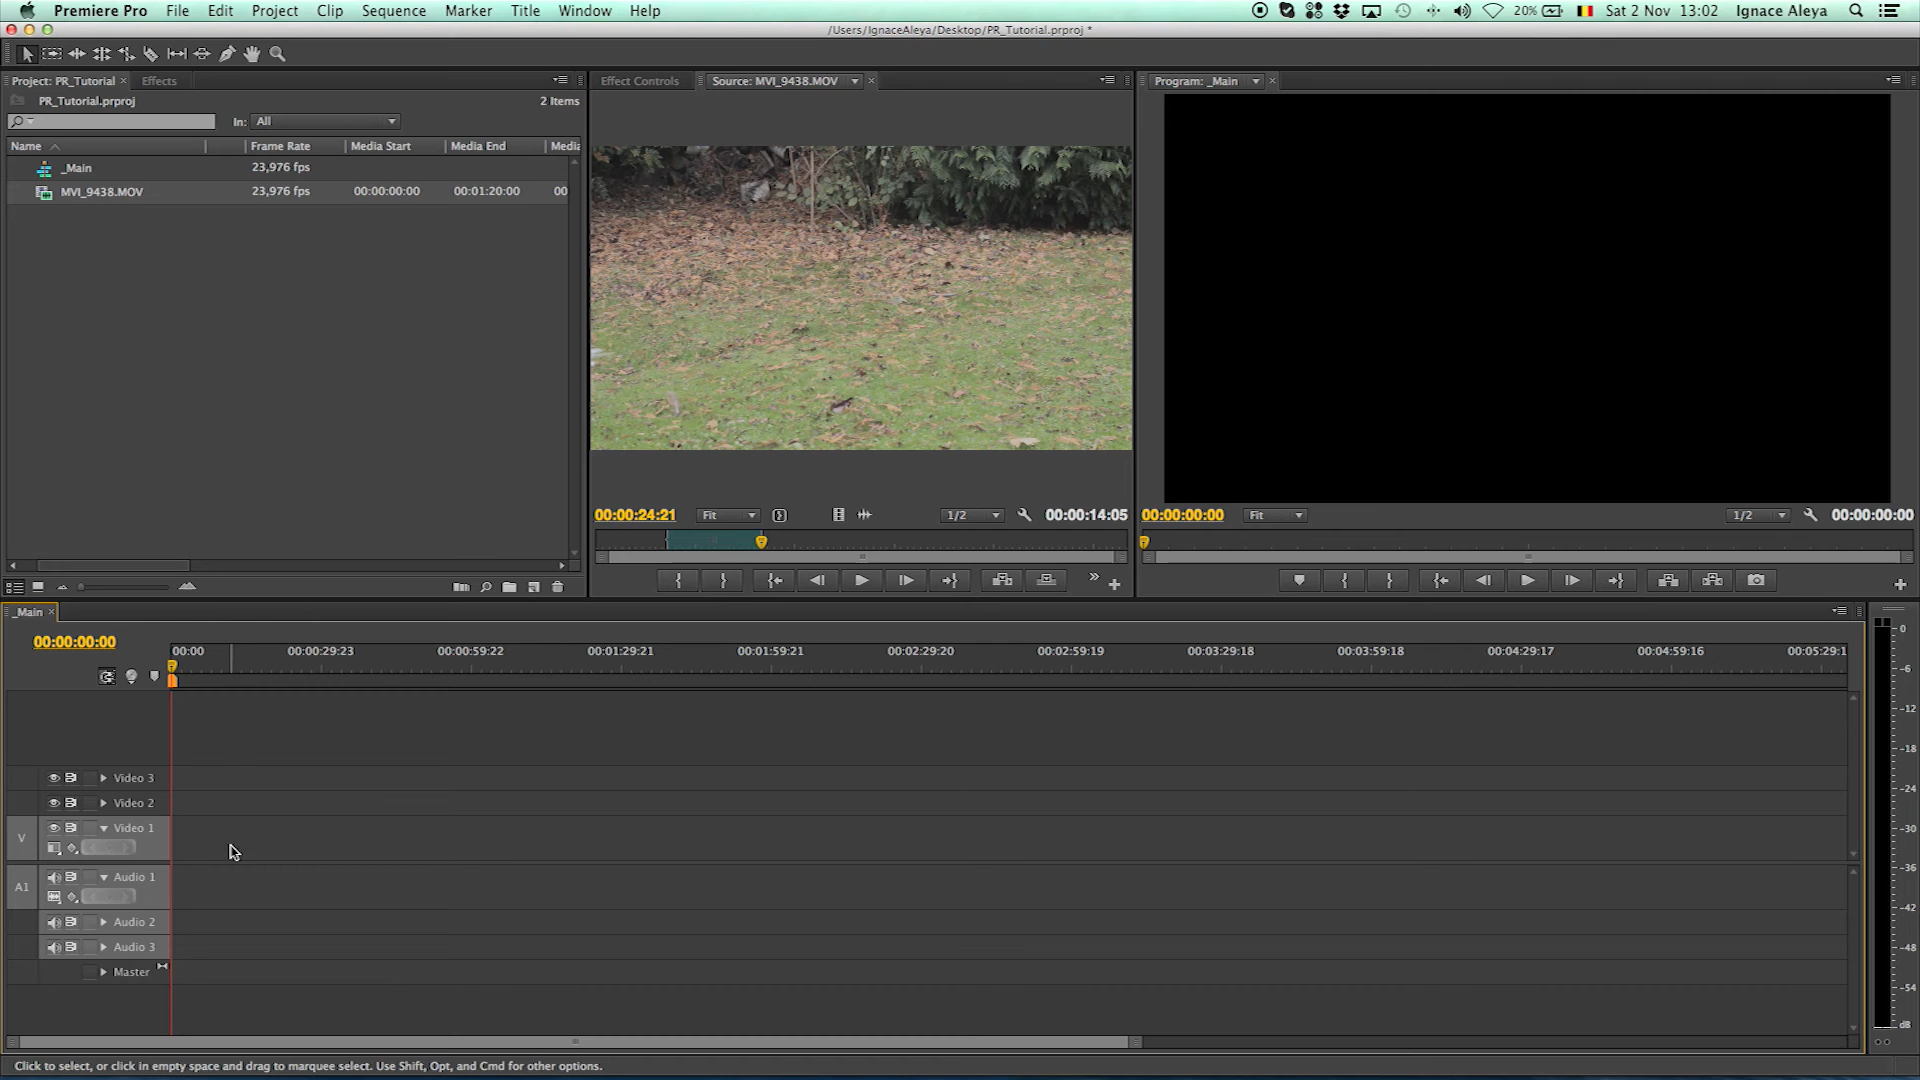 Premiere Pro File Edit Project Clip Sequence Marker Title Window Help 20% Sat 2 Nov 13:02 Ignace Aleya
/Users/IgnaceAleya/Desktop/PR_Tutorial.prproj *
Project: PR_Tutorial × Effects
Effect Controls Source: MVI_9438.MOV ×
Program: _Main ×
PR_Tutorial.prproj 2 Items
In: All
Name Frame Rate Media Start Media End Media
_Main 23,976 fps
MVI_9438.MOV 23,976 fps 00:00:00:00 00:01:20:00 00
00:00:24:21 Fit 1/2 00:00:14:05
00:00:00:00 Fit 1/2 00:00:00:00
_Main ×
00:00:00:00
00:00 00:00:29:23 00:00:59:22 00:01:29:21 00:01:59:21 00:02:29:20 00:02:59:19 00:03:29:18 00:03:59:18 00:04:29:17 00:04:59:16 00:05:29:1
Video 3
Video 2
V Video 1
A1 Audio 1
Audio 2
Audio 3
Master
0
-6
-12
-18
-24
-30
-36
-42
-48
-54
dB
Click to select, or click in empty space and drag to marquee select. Use Shift, Opt, and Cmd for other options.